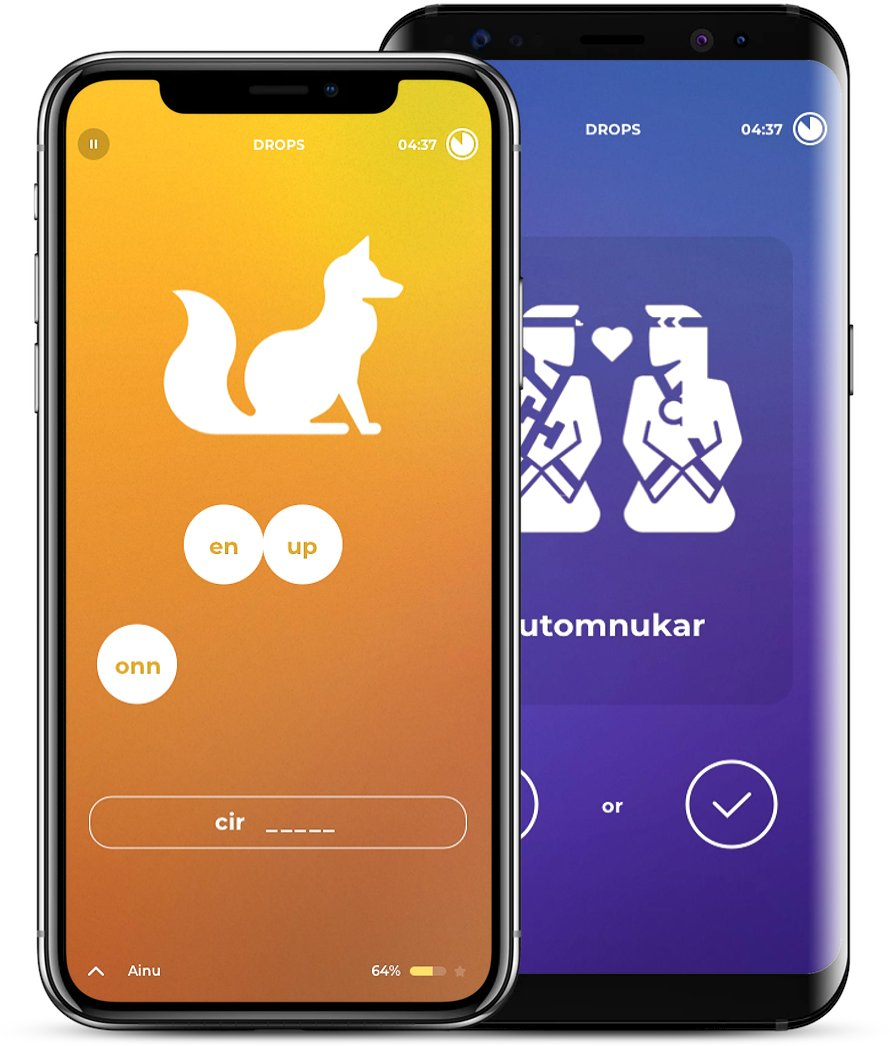 DROPS 04:37
en up
onn
cir _____
Ainu 64%
DROPS 04:37
utomnukar
or